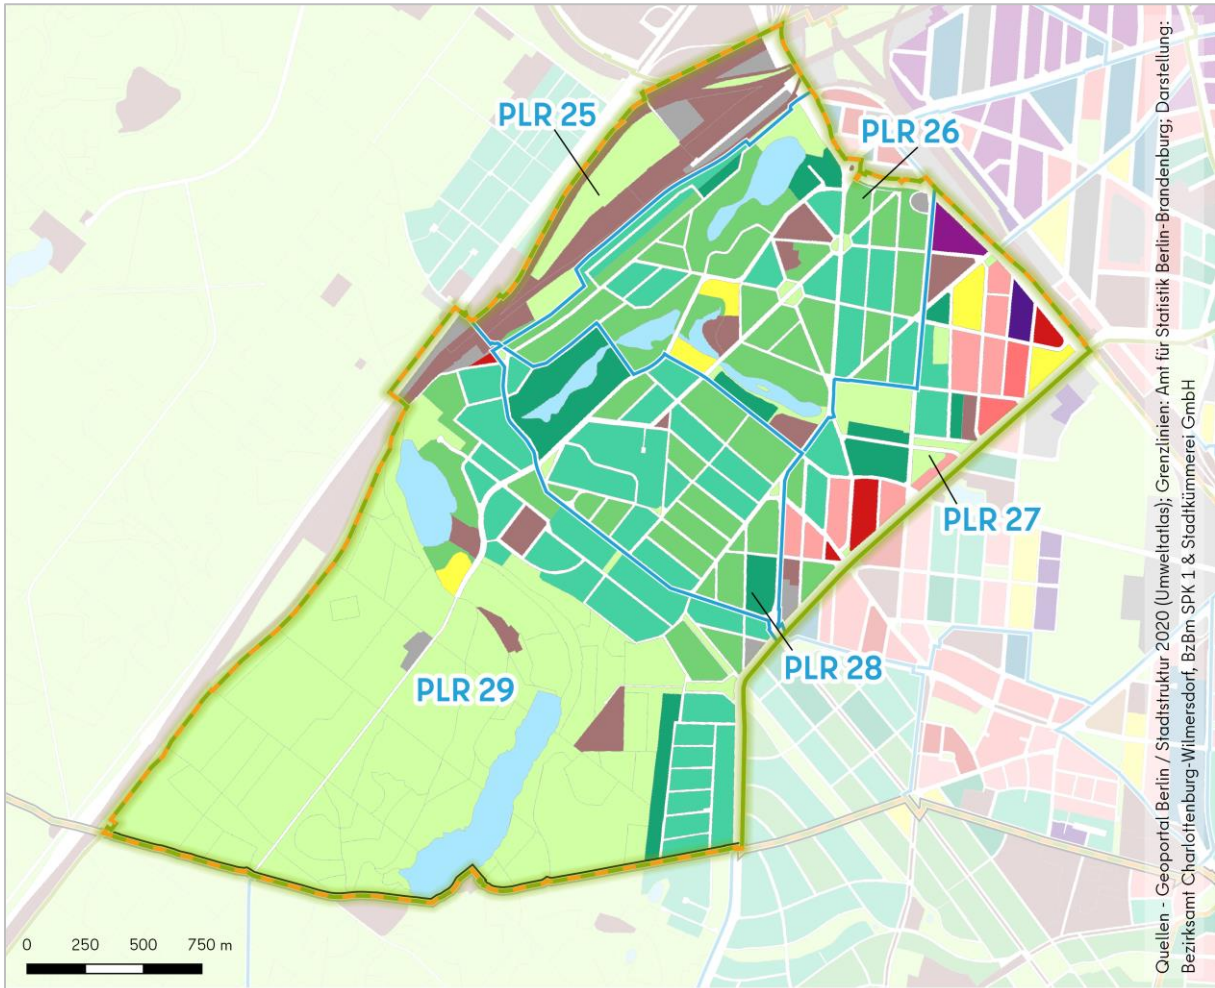 PLR 25
PLR 26
PLR 27
PLR 28
PLR 29
0 250 500 750 m
Quellen - Geoportal Berlin / Stadtstruktur 2020 (Umweltatlas); Grenzlinien: Amt für Statistik Berlin-Brandenburg; Darstellung:
Bezirksamt Charlottenburg-Wilmersdorf, BzBm SPK 1 & Stadtkümmerei GmbH